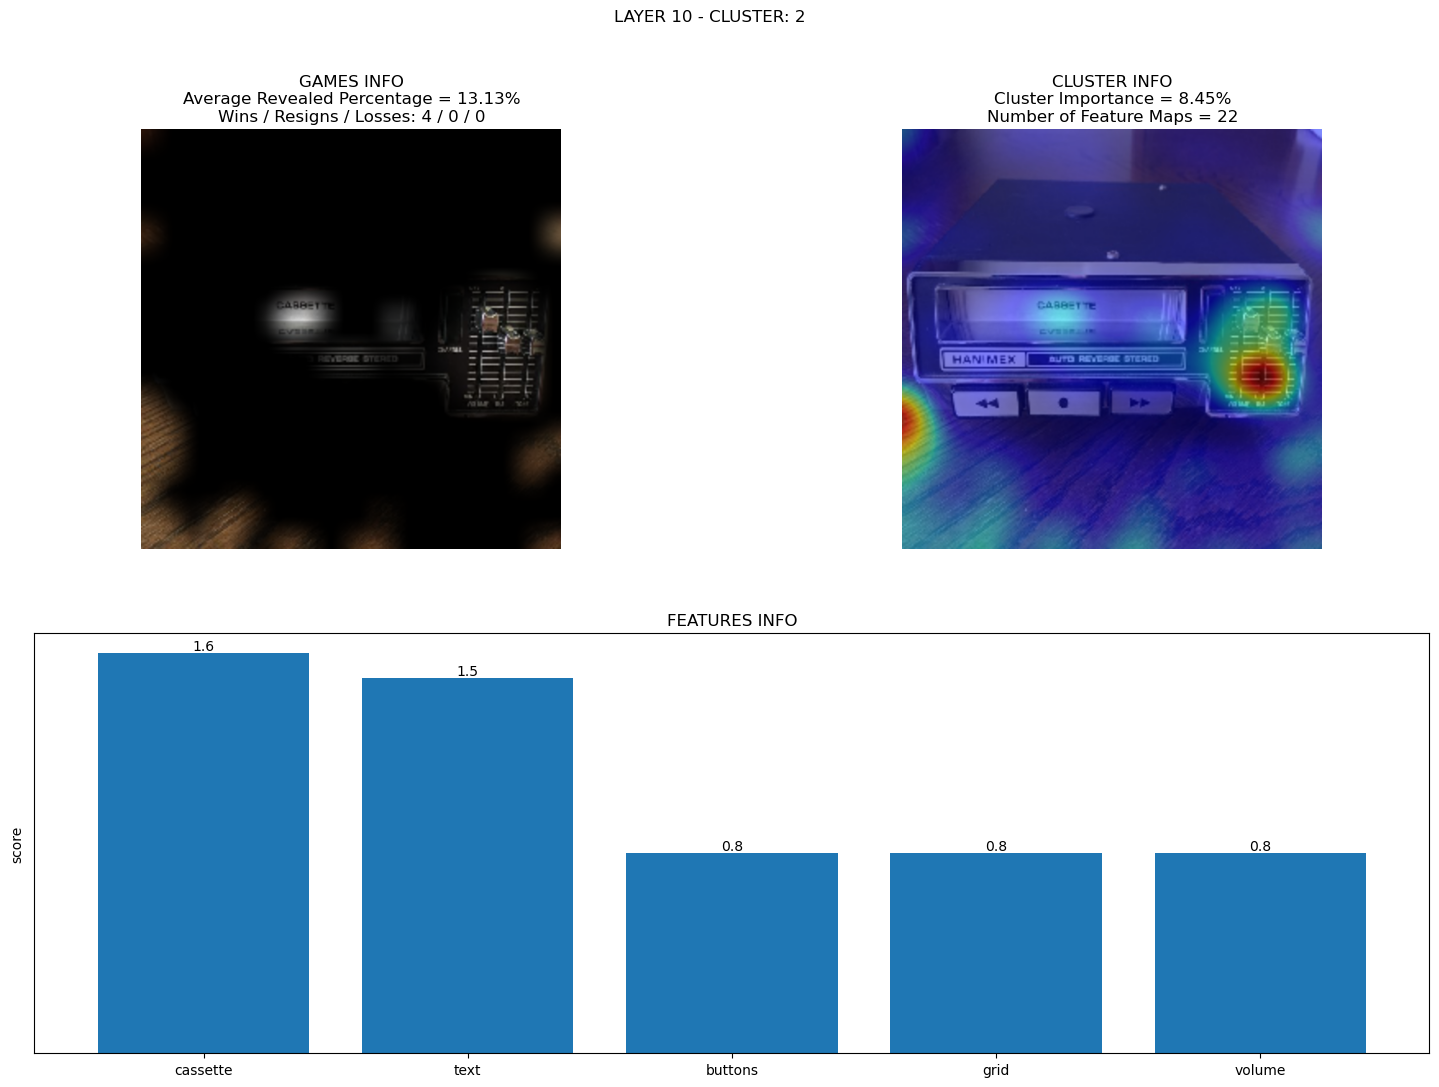 LAYER 10 - CLUSTER: 2
GAMES INFO
Average Revealed Percentage = 13.13%
Wins / Resigns / Losses: 4 / 0 / 0
CLUSTER INFO
Cluster Importance = 8.45%
Number of Feature Maps = 22
CASSETTE
REVERSE STEREO
CASSETTE
HANIMEX
AUTO REVERSE STEREO
FEATURES INFO
score
1.6
1.5
0.8
0.8
0.8
cassette
text
buttons
grid
volume